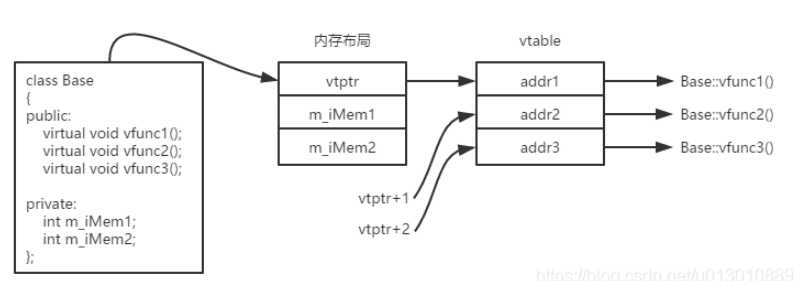 内存布局
vtable
class Base
{
public:
virtual void vfunc1();
virtual void vfunc2();
virtual void vfunc3();
private:
int m_iMem1;
int m_iMem2;
};
vtptr
m_iMem1
m_iMem2
addr1
addr2
addr3
Base::vfunc1()
Base::vfunc2()
Base::vfunc3()
vtptr+1
vtptr+2
https://blog.csdn.net/u013010889